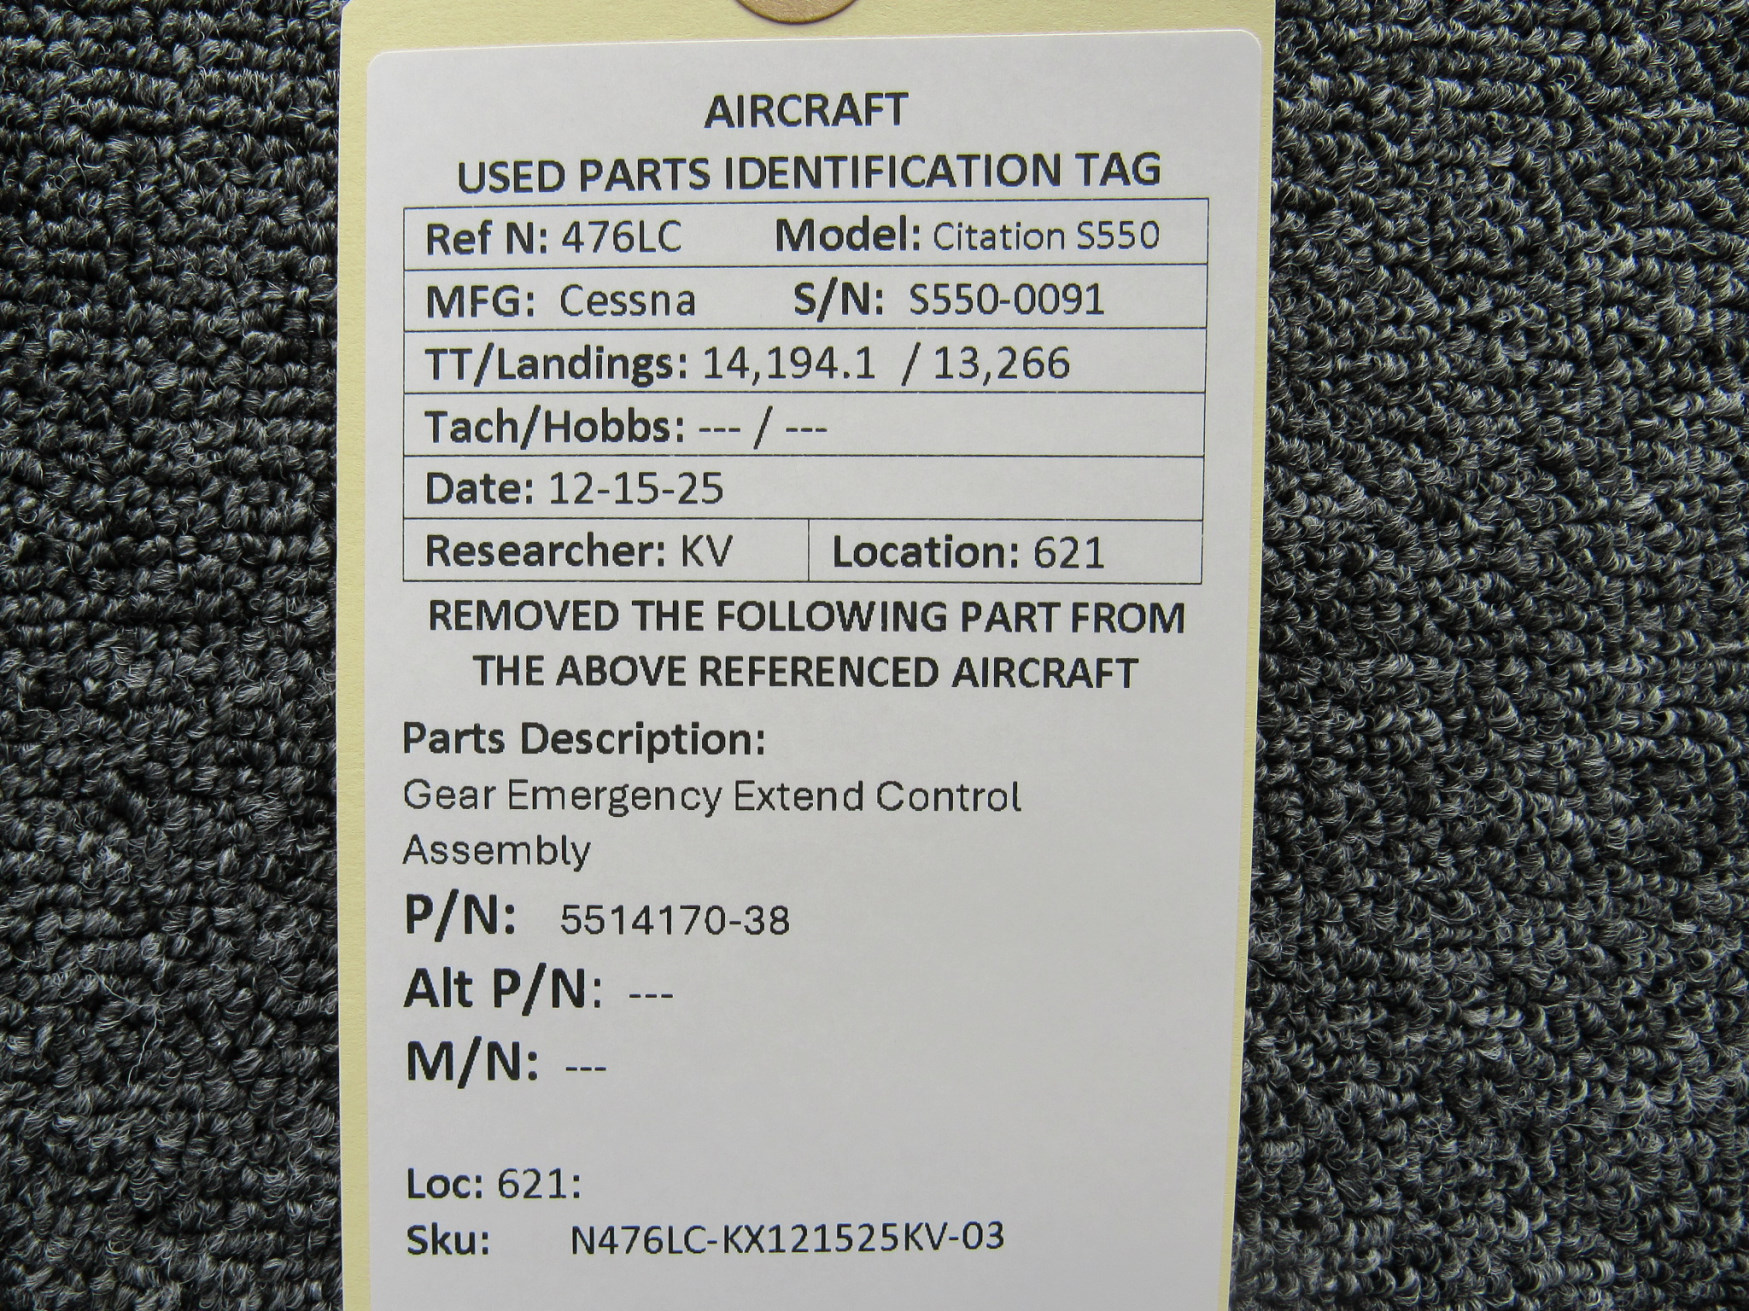 AIRCRAFT
USED PARTS IDENTIFICATION TAG
Ref N: 476LC Model: Citation S550
MFG: Cessna S/N: S550-0091
TT/Landings: 14,194.1 / 13,266
Tach/Hobbs: --- / ---
Date: 12-15-25
Researcher: KV Location: 621
REMOVED THE FOLLOWING PART FROM
THE ABOVE REFERENCED AIRCRAFT
Parts Description:
Gear Emergency Extend Control
Assembly
P/N: 5514170-38
Alt P/N: ---
M/N: ---
Loc: 621:
Sku: N476LC-KX121525KV-03